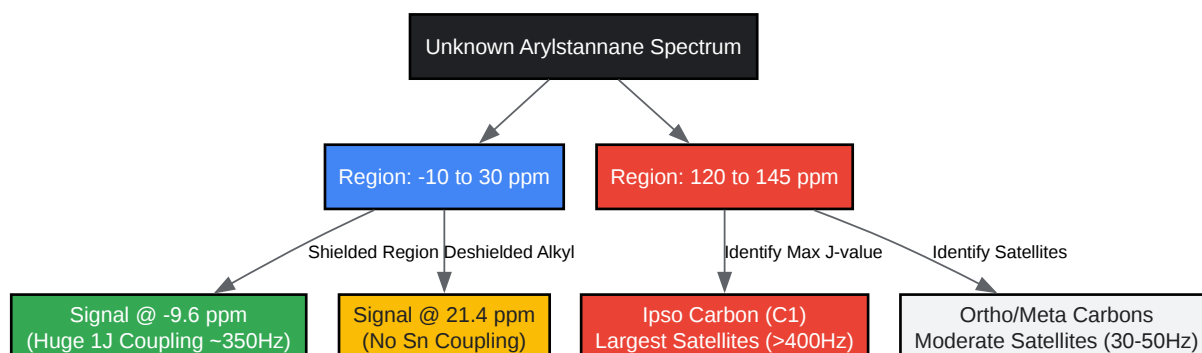 Unknown Arylstannane Spectrum
Region: -10 to 30 ppm
Region: 120 to 145 ppm
Shielded Region
Deshielded Alkyl
Identify Max J-value
Identify Satellites
Signal @ -9.6 ppm
(Huge 1J Coupling ~350Hz)
Signal @ 21.4 ppm
(No Sn Coupling)
Ipso Carbon (C1)
Largest Satellites (>400Hz)
Ortho/Meta Carbons
Moderate Satellites (30-50Hz)